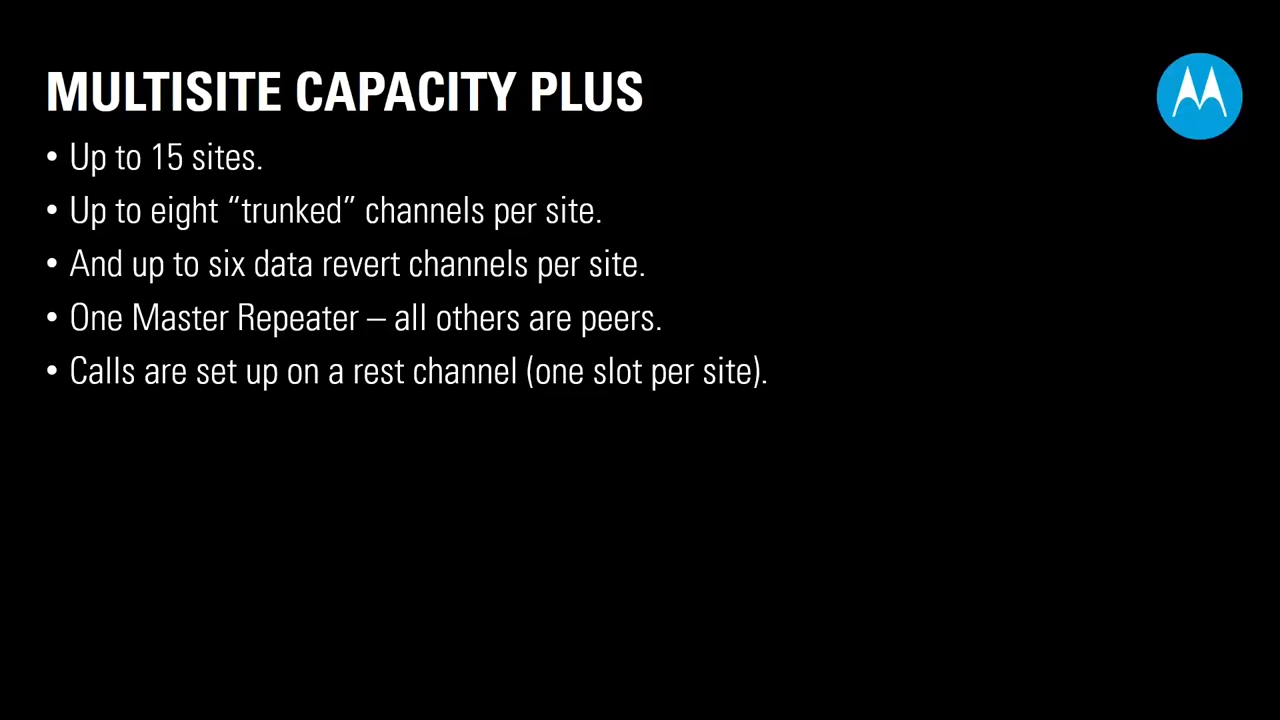 MULTISITE CAPACITY PLUS
• Up to 15 sites.
• Up to eight “trunked” channels per site.
• And up to six data revert channels per site.
• One Master Repeater – all others are peers.
• Calls are set up on a rest channel (one slot per site).